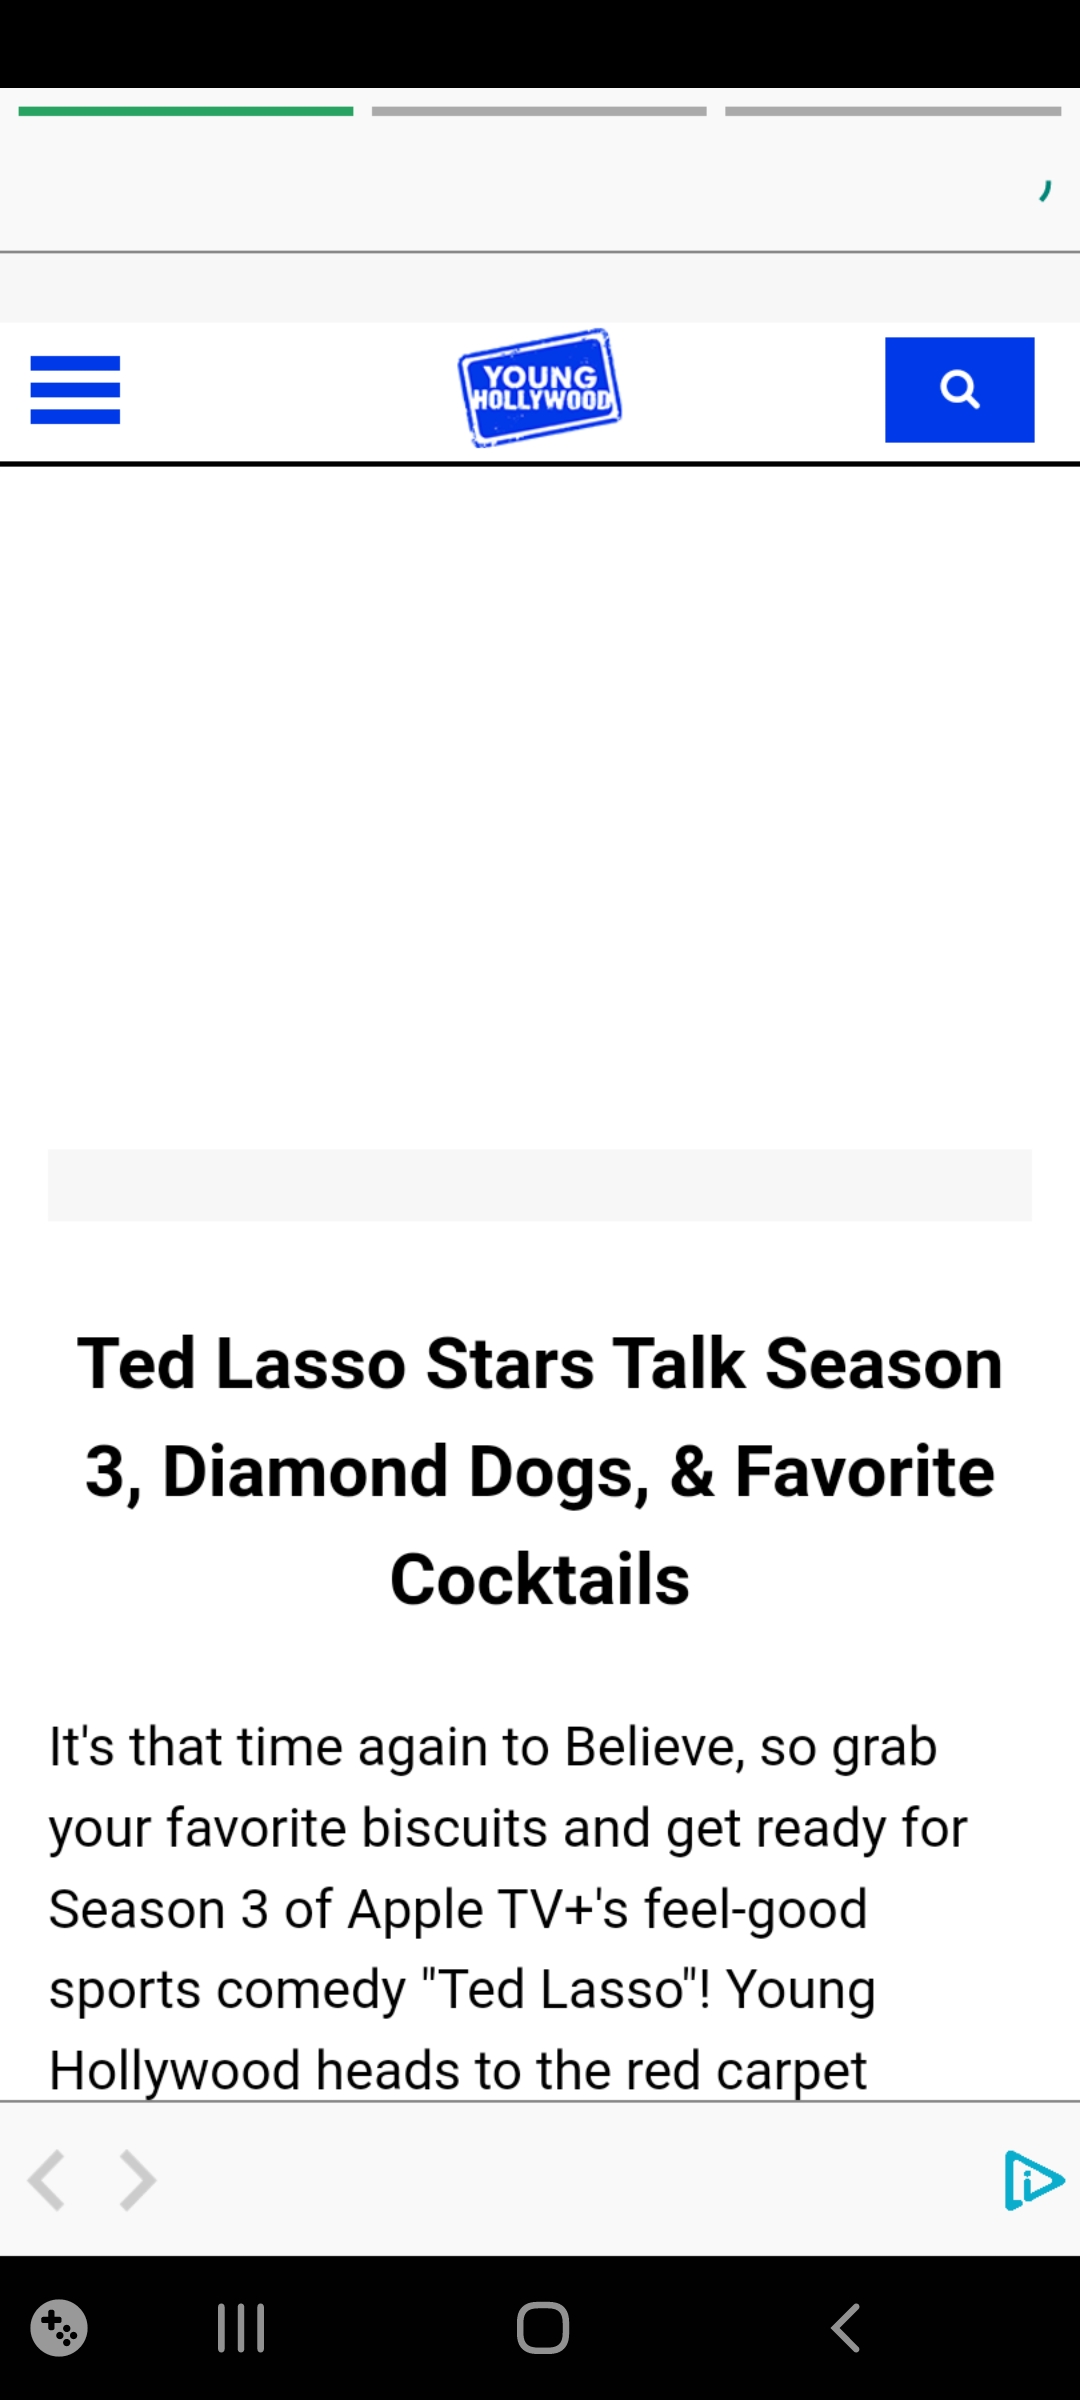 YOUNG
HOLLYWOOD
Ted Lasso Stars Talk Season
3, Diamond Dogs, & Favorite
Cocktails
It's that time again to Believe, so grab
your favorite biscuits and get ready for
Season 3 of Apple TV+'s feel-good
sports comedy "Ted Lasso"! Young
Hollywood heads to the red carpet